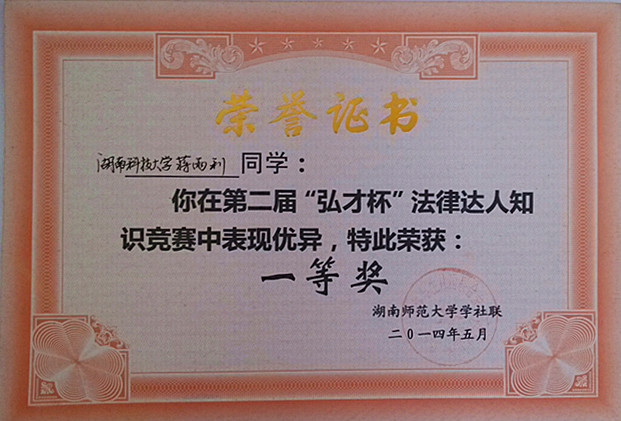 荣誉证书
湖南科技大学蒋两利同学：
你在第二届“弘才杯”法律达人知
识竞赛中表现优异，特此荣获：
一等奖
湖南师范大学学社联
二〇一四年五月